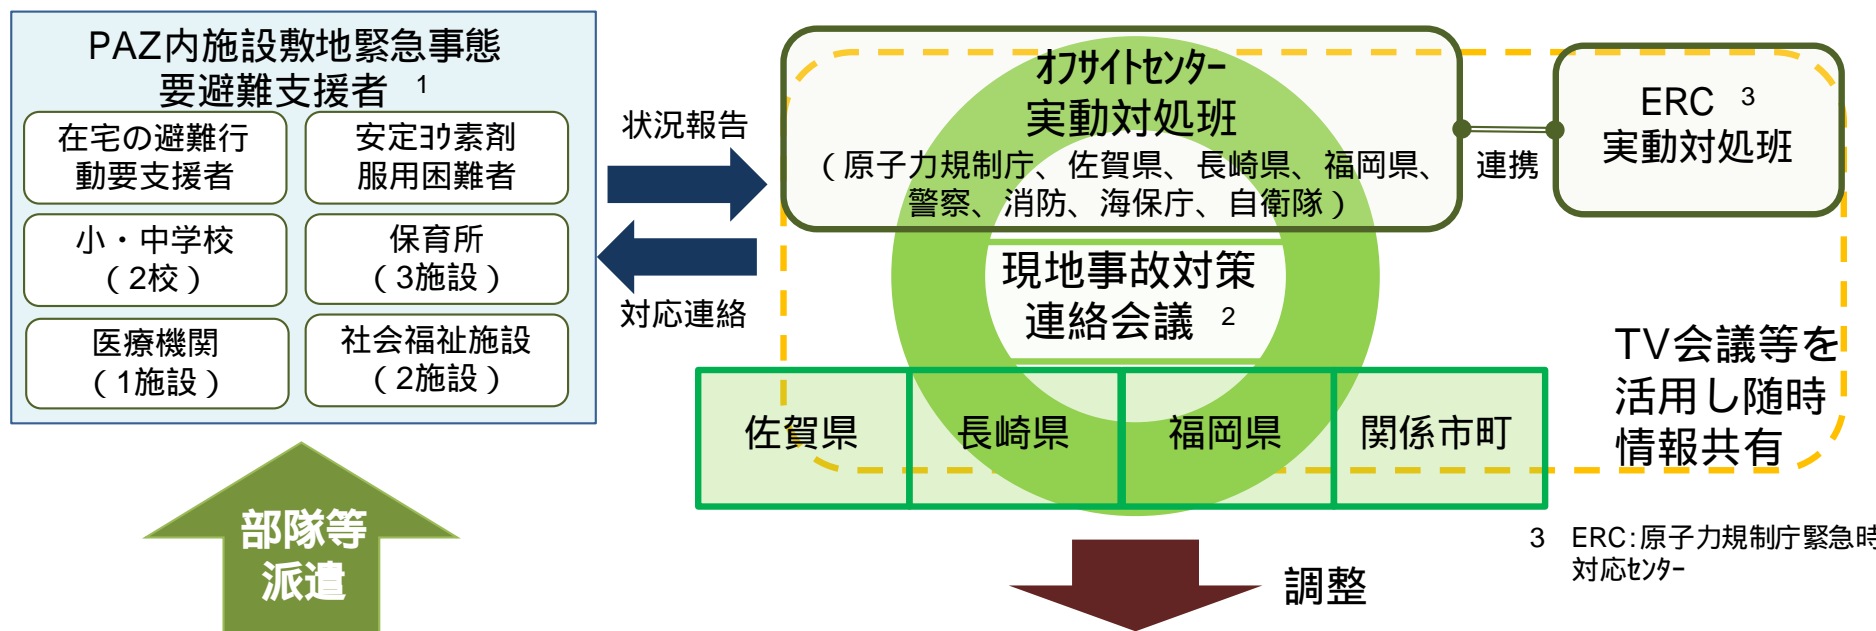 PAZ内施設敷地緊急事態
要避難支援者 1
在宅の避難行
動要支援者
安定ﾖｳ素剤
服用困難者
小・中学校
（2校）
保育所
（3施設）
医療機関
（1施設）
社会福祉施設
（2施設）
部隊等
派遣
状況報告
対応連絡
ｵﾌｻｲﾄｾﾝﾀｰ
実動対処班
（原子力規制庁、佐賀県、長崎県、福岡県、
警察、消防、海保庁、自衛隊）
連携
ERC 3
実動対処班
現地事故対策
連絡会議 2
TV会議等を
活用し随時
情報共有
佐賀県
長崎県
福岡県
関係市町
調整
3 ERC：原子力規制庁緊急時
対応ｾﾝﾀｰ